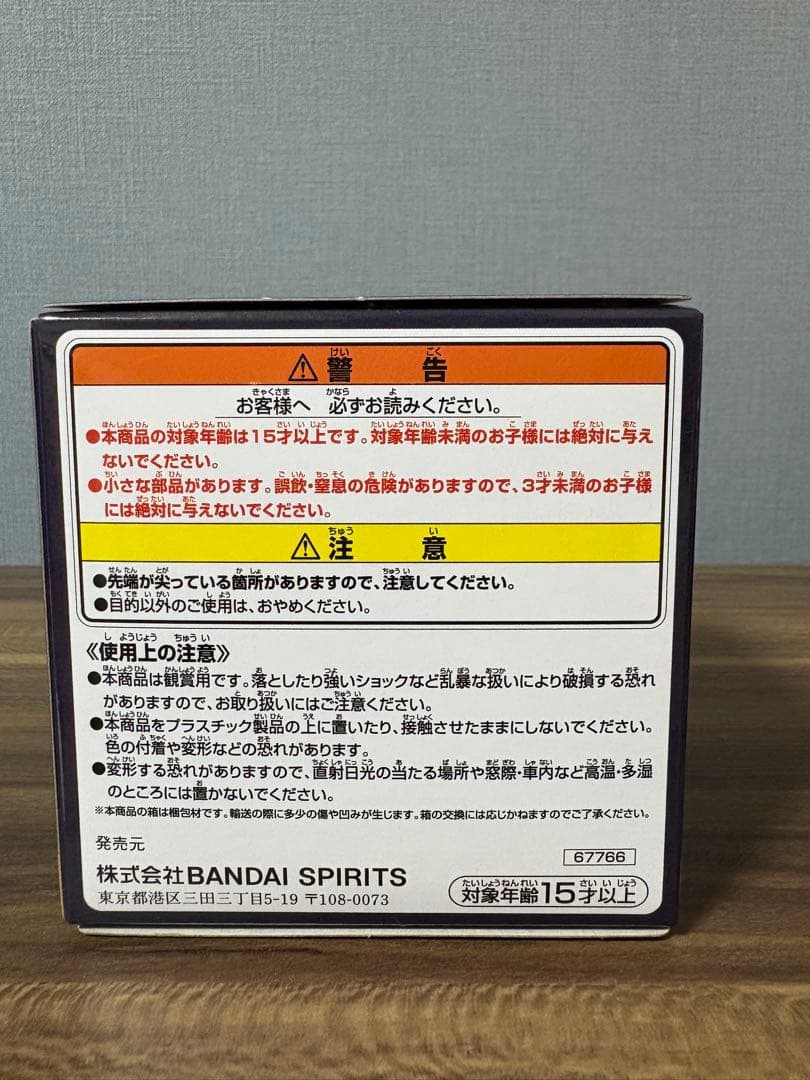 ⚠警告
お客様へ 必ずお読みください。
●本商品の対象年齢は15才以上です。対象年齢未満のお子様には絶対に与え
ないでください。
●小さな部品があります。誤飲・窒息の危険がありますので、3才未満のお子様
には絶対に与えないでください。
⚠注意
●先端が尖っている箇所がありますので、注意してください。
●目的以外のご使用は、おやめください。
《使用上の注意》
●本商品は観賞用です。落としたり強いショックなど乱暴な扱いにより破損する恐れ
がありますので、お取り扱いにはご注意ください。
●本商品をプラスチック製品の上に置いたり、接触させたままにしないでください。
色の付着や変形などの恐れがあります。
●変形する恐れがありますので、直射日光の当たる場所や窓際・車内など高温・多湿
のところには置かないでください。
※本商品の箱は梱包材です。輸送の際に多少の傷や凹みが生じます。箱の交換には応じかねますのでご了承ください。
発売元
67766
株式会社BANDAI SPIRITS
東京都港区三田三丁目5-19 〒108-0073
対象年齢15才以上